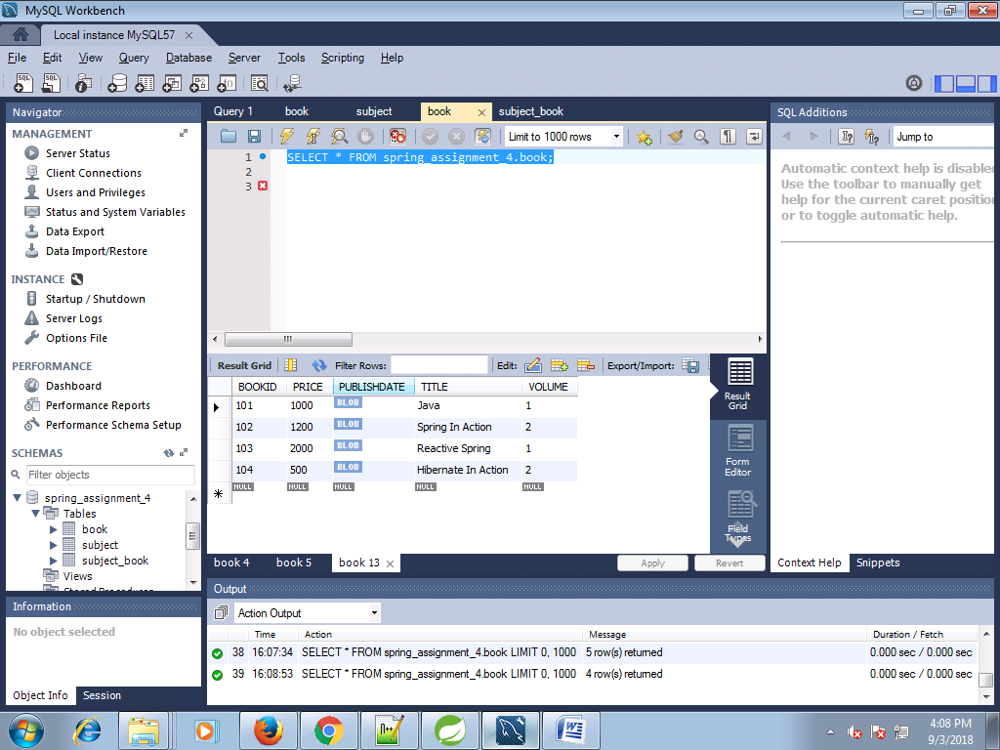 MySQL Workbench
Local instance MySQL57
File Edit View Query Database Server Tools Scripting Help
Navigator
MANAGEMENT
Server Status
Client Connections
Users and Privileges
Status and System Variables
Data Export
Data Import/Restore
INSTANCE
Startup / Shutdown
Server Logs
Options File
PERFORMANCE
Dashboard
Performance Reports
Performance Schema Setup
SCHEMAS
Filter objects
spring_assignment_4
Tables
book
subject
subject_book
Views
Stored Procedures
Information
No object selected
Object Info Session
Query 1 book subject book subject_book
Limit to 1000 rows
1 SELECT * FROM spring_assignment_4.book;
2
3
Result Grid Filter Rows: Edit: Export/Import:
BOOKID PRICE PUBLISHDATE TITLE VOLUME
101 1000 BLOB Java 1
102 1200 BLOB Spring In Action 2
103 2000 BLOB Reactive Spring 1
104 500 BLOB Hibernate In Action 2
NULL NULL NULL NULL NULL
Result
Grid
Form
Editor
Field
Types
book 4 book 5 book 13 Apply Revert
SQL Additions
Jump to
Automatic context help is disabled
Use the toolbar to manually get
help for the current caret position
or to toggle automatic help.
Context Help Snippets
Output
Action Output
Time Action Message Duration / Fetch
38 16:07:34 SELECT * FROM spring_assignment_4.book LIMIT 0, 1000 5 row(s) returned 0.000 sec / 0.000 sec
39 16:08:53 SELECT * FROM spring_assignment_4.book LIMIT 0, 1000 4 row(s) returned 0.000 sec / 0.000 sec
4:08 PM
9/3/2018